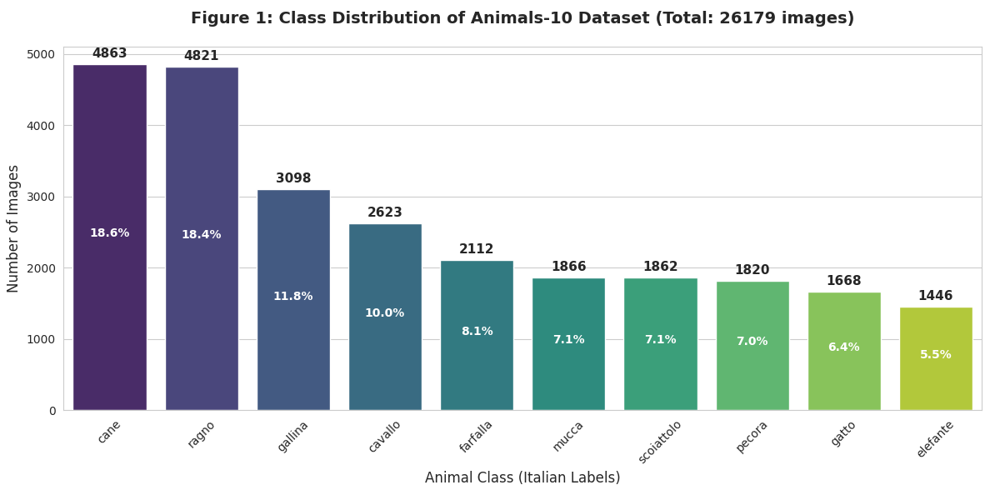 Figure 1: Class Distribution of Animals-10 Dataset (Total: 26179 images)
Number of Images
5000
4000
3000
2000
1000
0
4863
4821
3098
2623
2112
1866
1862
1820
1668
1446
18.6%
18.4%
11.8%
10.0%
8.1%
7.1%
7.1%
7.0%
6.4%
5.5%
cane
ragno
gallina
cavallo
farfalla
mucca
scoiattolo
pecora
gatto
elefante
Animal Class (Italian Labels)